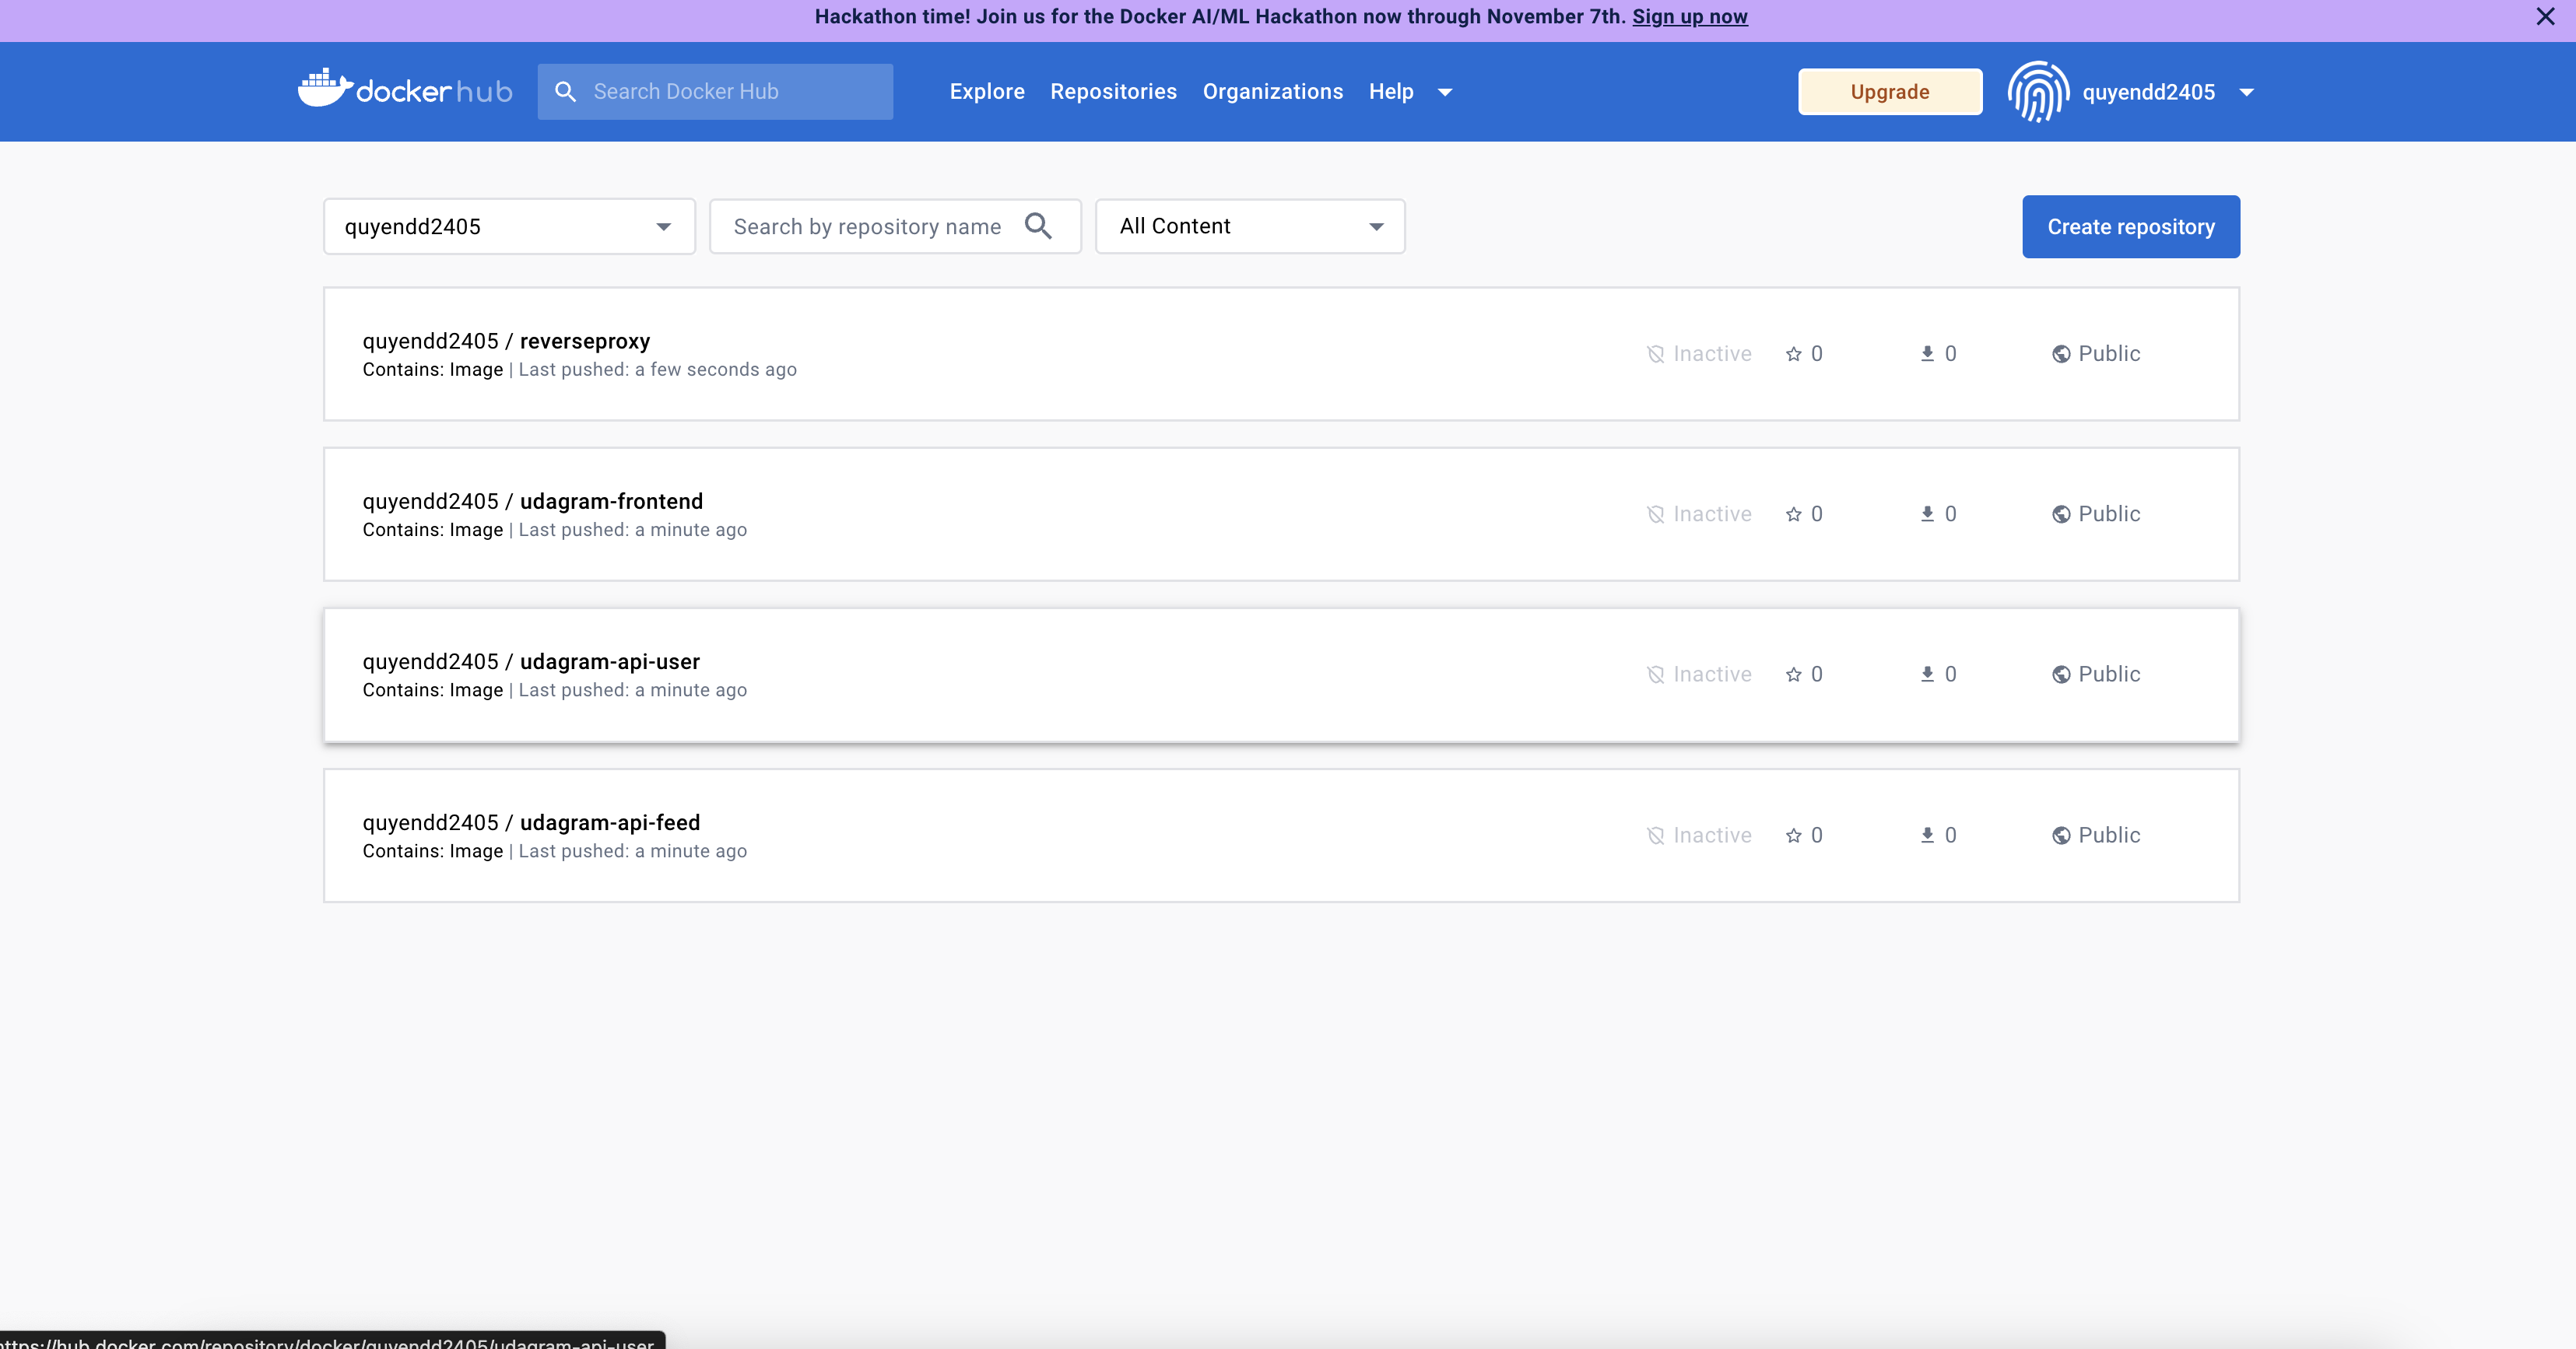 Hackathon time! Join us for the Docker AI/ML Hackathon now through November 7th. Sign up now
docker hub
Search Docker Hub
Explore Repositories Organizations Help
Upgrade
quyendd2405
quyendd2405
Search by repository name
All Content
Create repository
quyendd2405 / reverseproxy
Contains: Image | Last pushed: a few seconds ago
Inactive 0 0 Public
quyendd2405 / udagram-frontend
Contains: Image | Last pushed: a minute ago
Inactive 0 0 Public
quyendd2405 / udagram-api-user
Contains: Image | Last pushed: a minute ago
Inactive 0 0 Public
quyendd2405 / udagram-api-feed
Contains: Image | Last pushed: a minute ago
Inactive 0 0 Public
https://hub.docker.com/repository/docker/quyendd2405/udagram-api-user